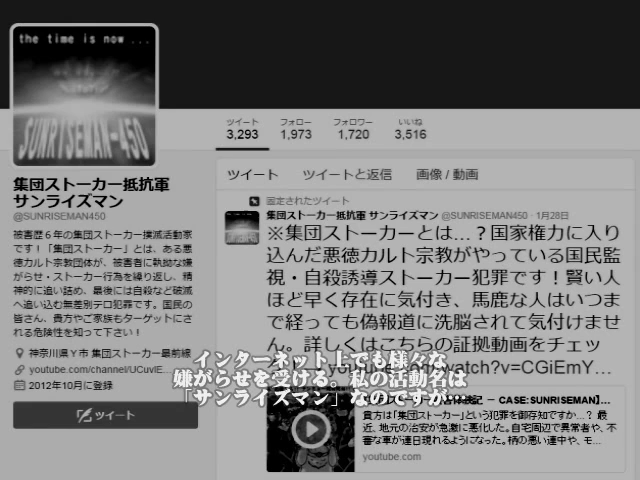 the time is now ...
SUNRISEMAN-450
ツイート
3,293
フォロー
1,973
フォロワー
1,720
いいね
3,516
集団ストーカー抵抗軍
サンライズマン
@SUNRISEMAN450
被害歴６年の集団ストーカー撲滅活動家
です！「集団ストーカー」とは、ある悪
徳カルト宗教団体が、被害者に執拗な嫌
がらせ・ストーカー行為を繰り返し、精
神的に追い詰め、最後には自殺など破滅
へ追い込む無差別テロ犯罪です。国民の
皆さん、貴方やご家族もターゲットにさ
れる危険性を知って下さい！
神奈川県Ｙ市 集団ストーカー最前線
youtube.com/channel/UCuvIE...
2012年10月に登録
ツイート
ツイート ツイートと返信 画像 / 動画
固定されたツイート
集団ストーカー抵抗軍 サンライズマン @SUNRISEMAN450 · 1月28日
※集団ストーカーとは…？国家権力に入り
込んだ悪徳カルト宗教がやっている国民監
視・自殺誘導ストーカー犯罪です！賢い人
ほど早く存在に気付き、馬鹿な人はいつま
で経っても偽報道に洗脳されて気付けませ
ん。詳しくはこちらの証拠動画をチェッ
youtube.com/watch?v=CGiEmY…
インターネット上でも様々な
嫌がらせを受ける。私の活動名は
「サンライズマン」なのですが…
CASE:SUNRISEMAN】...
貴方は「集団ストーカー」という犯罪を御存知ですか…？ 最
近、地元の治安が急激に悪化した。自宅周辺で異常者や、不
審な車が連日現れるようになった。柄の悪い連中や、モ...
youtube.com